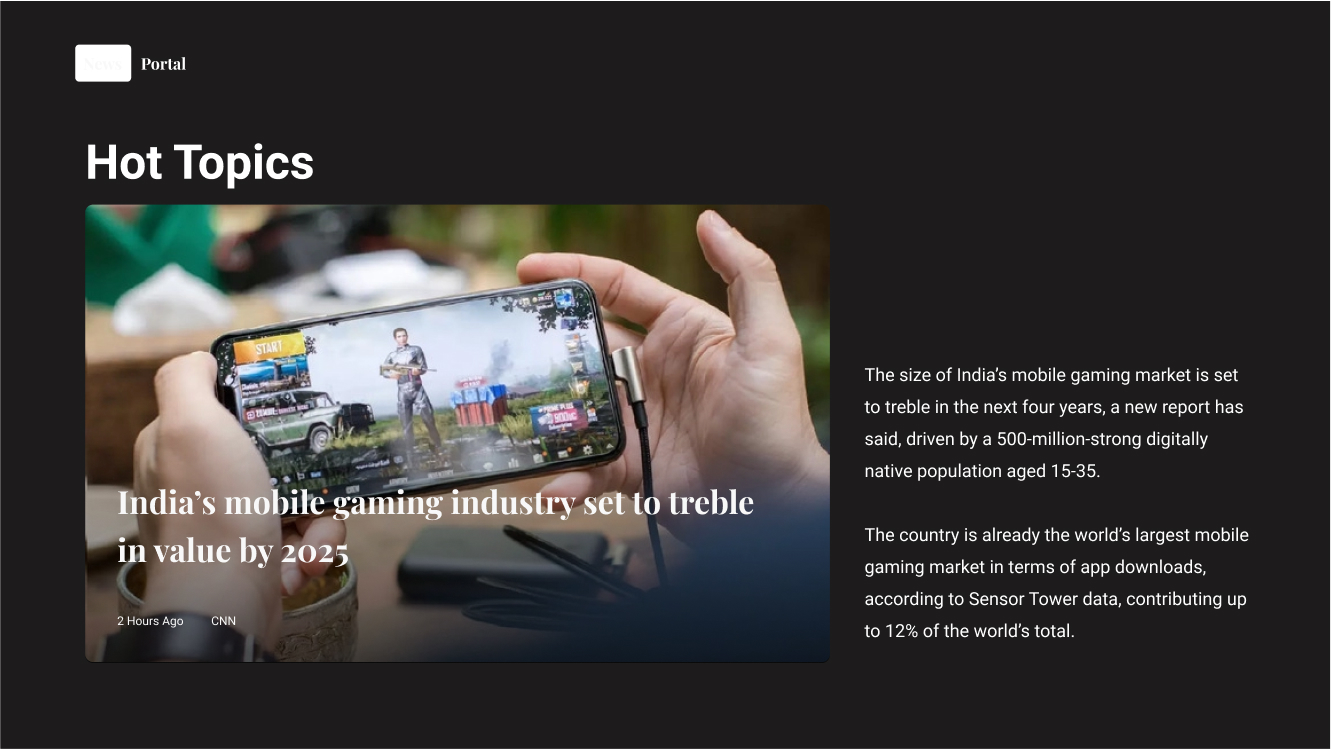 News Portal
Hot Topics
START
India’s mobile gaming industry set to treble
in value by 2025
2 Hours Ago CNN
The size of India’s mobile gaming market is set
to treble in the next four years, a new report has
said, driven by a 500-million-strong digitally
native population aged 15-35.
The country is already the world’s largest mobile
gaming market in terms of app downloads,
according to Sensor Tower data, contributing up
to 12% of the world’s total.